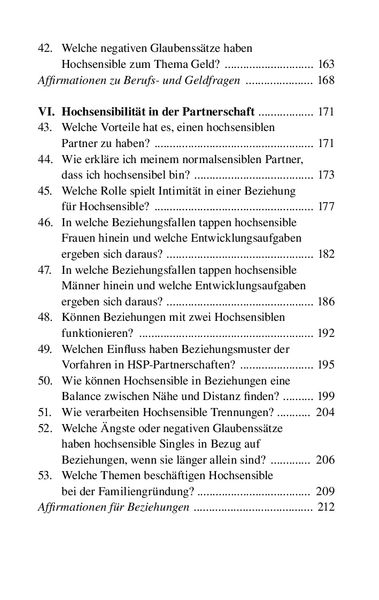 42. Welche negativen Glaubenssätze haben
Hochsensible zum Thema Geld? ............................. 163
Affirmationen zu Berufs- und Geldfragen ...................... 168
VI. Hochsensibilität in der Partnerschaft .................. 171
43. Welche Vorteile hat es, einen hochsensiblen
Partner zu haben? .................................................... 171
44. Wie erkläre ich meinem normalsensiblen Partner,
dass ich hochsensibel bin? ....................................... 173
45. Welche Rolle spielt Intimität in einer Beziehung
für Hochsensible? .................................................... 177
46. In welche Beziehungsfallen tappen hochsensible
Frauen hinein und welche Entwicklungsaufgaben
ergeben sich daraus? ................................................ 182
47. In welche Beziehungsfallen tappen hochsensible
Männer hinein und welche Entwicklungsaufgaben
ergeben sich daraus? ................................................ 186
48. Können Beziehungen mit zwei Hochsensiblen
funktionieren? ......................................................... 192
49. Welchen Einfluss haben Beziehungsmuster der
Vorfahren in HSP-Partnerschaften? ......................... 195
50. Wie können Hochsensible in Beziehungen eine
Balance zwischen Nähe und Distanz finden? .......... 199
51. Wie verarbeiten Hochsensible Trennungen? ........... 204
52. Welche Ängste oder negativen Glaubenssätze
haben hochsensible Singles in Bezug auf
Beziehungen, wenn sie länger allein sind? ............. 206
53. Welche Themen beschäftigen Hochsensible
bei der Familiengründung? ..................................... 209
Affirmationen für Beziehungen ....................................... 212